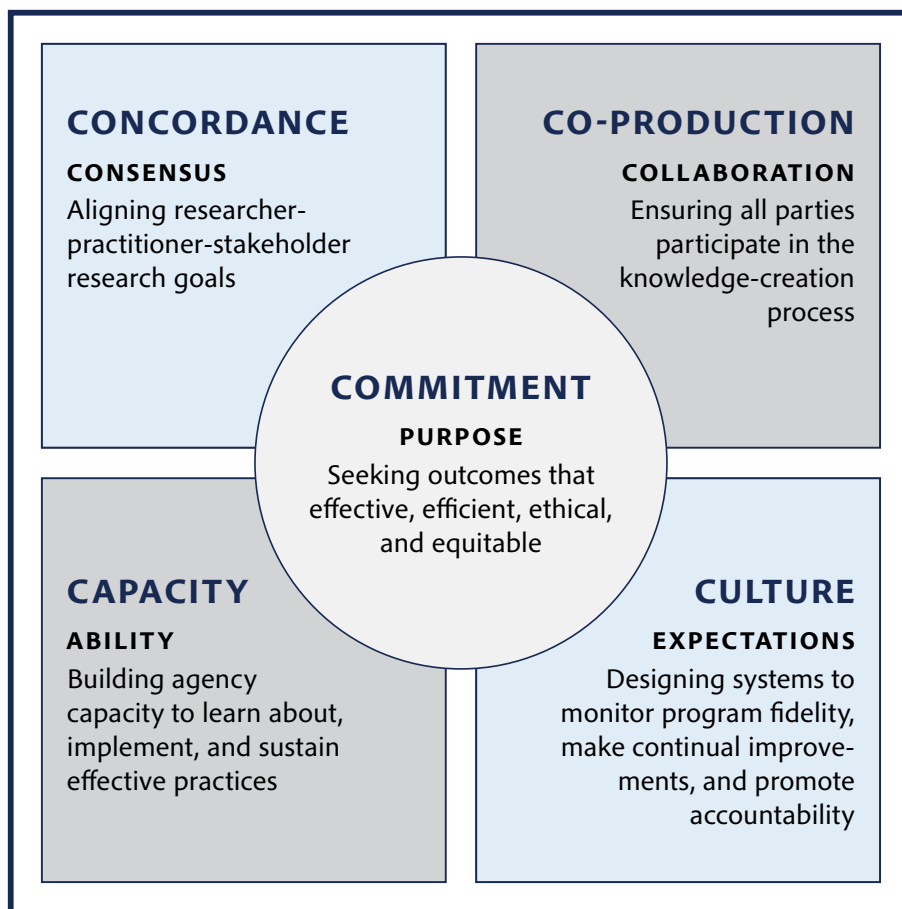 CONCORDANCE
CONSENSUS
Aligning researcher-
practitioner-stakeholder
research goals
CO-PRODUCTION
COLLABORATION
Ensuring all parties
participate in the
knowledge-creation
process
COMMITMENT
PURPOSE
Seeking outcomes that
effective, efficient, ethical,
and equitable
CAPACITY
ABILITY
Building agency
capacity to learn about,
implement, and sustain
effective practices
CULTURE
EXPECTATIONS
Designing systems to
monitor program fidelity,
make continual improve-
ments, and promote
accountability